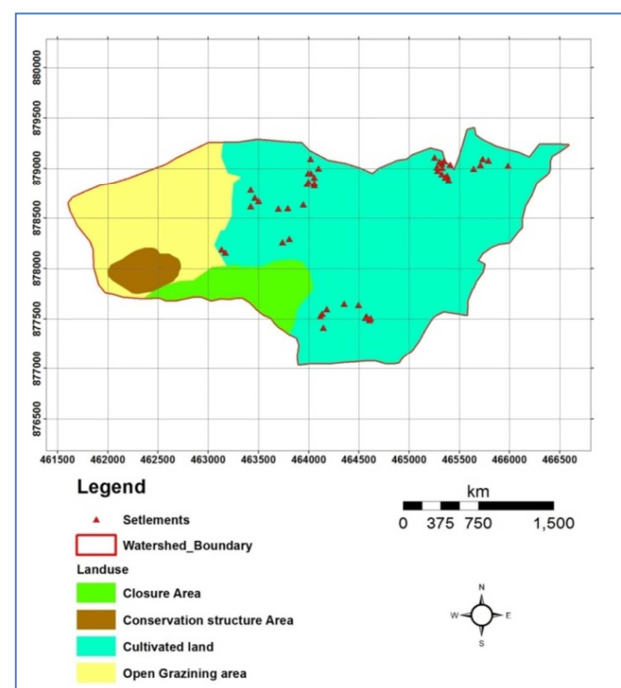 880000
879500
879000
878500
878000
877500
877000
876500
461500 462000 462500 463000 463500 464000 464500 465000 465500 466000 466500
Legend
Setlements
Watershed_Boundary
Landuse
Closure Area
Conservation structure Area
Cultivated land
Open Grazining area
km
0 375 750 1,500
N
W E
S